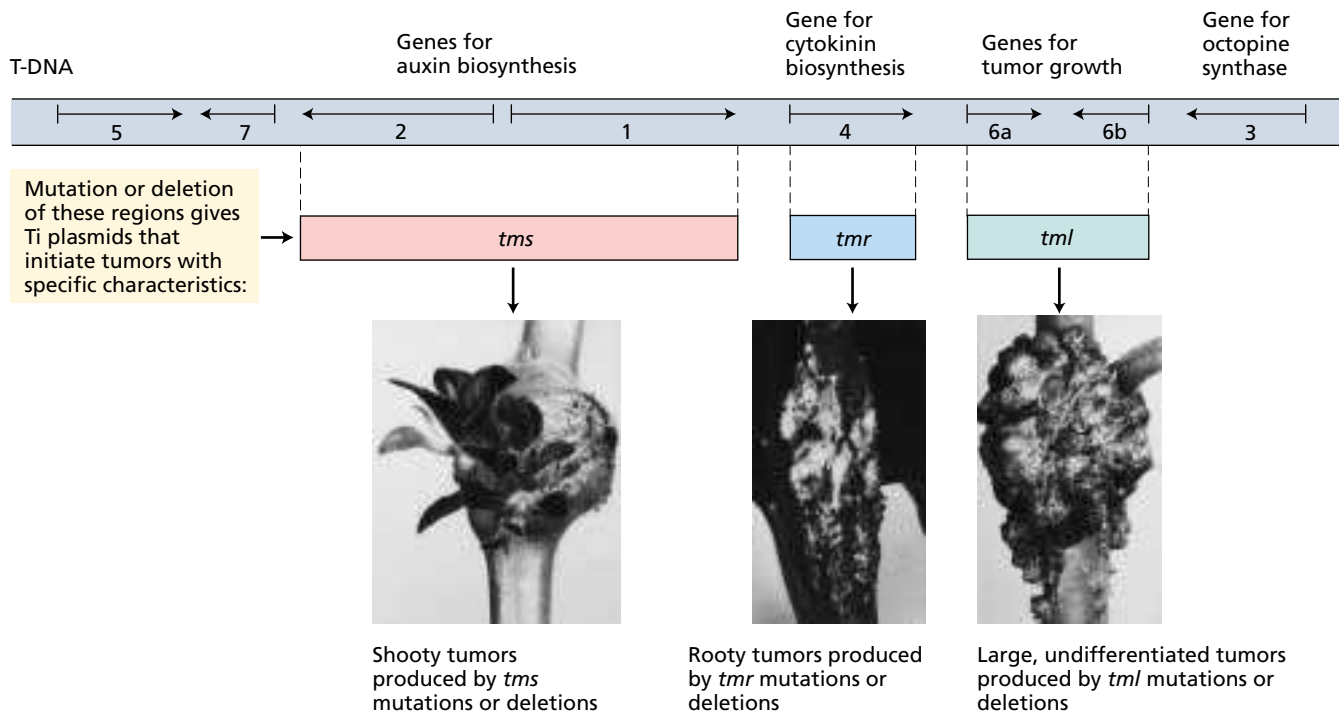 T-DNA
Genes for
auxin biosynthesis
Gene for
cytokinin
biosynthesis
Genes for
tumor growth
Gene for
octopine
synthase
5
7
2
1
4
6a
6b
3
Mutation or deletion
of these regions gives
Ti plasmids that
initiate tumors with
specific characteristics:
tms
tmr
tml
Shooty tumors
produced by tms
mutations or deletions
Rooty tumors produced
by tmr mutations or
deletions
Large, undifferentiated tumors
produced by tml mutations or
deletions